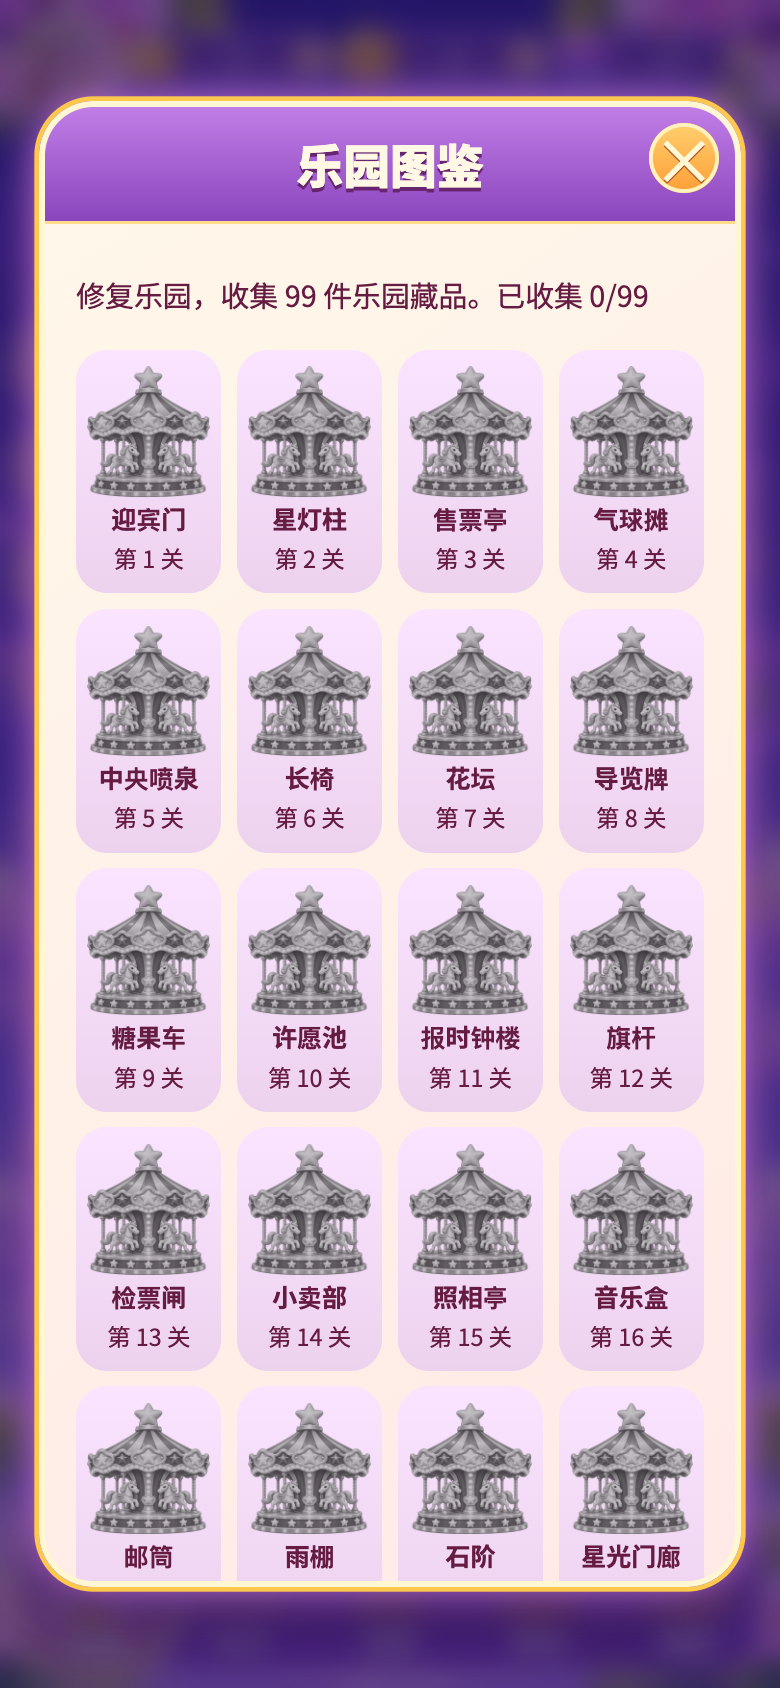 乐园图鉴
修复乐园，收集 99 件乐园藏品。已收集 0/99
迎宾门 星灯柱 售票亭 气球摊
第 1 关 第 2 关 第 3 关 第 4 关
中央喷泉 长椅 花坛 导览牌
第 5 关 第 6 关 第 7 关 第 8 关
糖果车 许愿池 报时钟楼 旗杆
第 9 关 第 10 关 第 11 关 第 12 关
检票闸 小卖部 照相亭 音乐盒
第 13 关 第 14 关 第 15 关 第 16 关
邮筒 雨棚 石阶 星光门廊